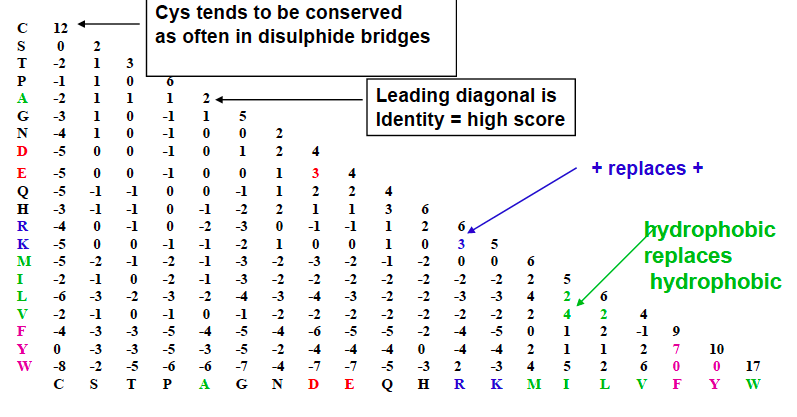 Cys tends to be conserved
as often in disulphide bridges
C 12
S 0 2
T -2 1 3
P -1 1 0 6
A -2 1 1 1 2
Leading diagonal is
Identity = high score
G -3 1 0 -1 1 5
N -4 1 0 -1 0 0 2
D -5 0 0 -1 0 1 2 4
E -5 0 0 -1 0 0 1 3 4
+ replaces +
Q -5 -1 -1 0 0 -1 1 2 2 4
H -3 -1 -1 0 -1 -2 2 1 1 3 6
R -4 0 -1 0 -2 -3 0 -1 -1 1 2 6
K -5 0 0 -1 -1 -2 1 0 0 1 0 3 5
hydrophobic
replaces
hydrophobic
M -5 -2 -1 -2 -1 -3 -2 -3 -2 -1 -2 0 0 6
I -2 -1 0 -2 -1 -3 -2 -2 -2 -2 -2 -2 -2 2 5
L -6 -3 -2 -3 -2 -4 -3 -4 -3 -2 -2 -3 -3 4 2 6
V -2 -1 0 -1 0 -1 -2 -2 -2 -2 -2 -2 -2 2 4 2 4
F -4 -3 -3 -5 -4 -5 -4 -6 -5 -5 -2 -4 -5 0 1 2 -1 9
Y 0 -3 -3 -5 -3 -5 -2 -4 -4 -4 0 -4 -4 2 1 1 2 7 10
W -8 -2 -5 -6 -6 -7 -4 -7 -7 -5 -3 2 -3 4 5 2 6 0 0 17
C S T P A G N D E Q H R K M I L V F Y W